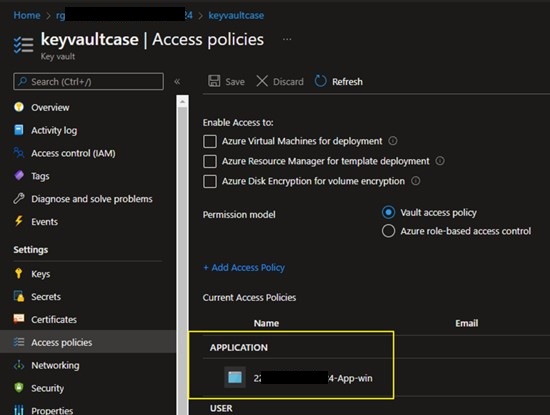 Home > rg 24 > keyvaultcase
keyvaultcase | Access policies ...
Key vault
Search (Ctrl+/)
«
Save Discard Refresh
Overview
Activity log
Access control (IAM)
Tags
Diagnose and solve problems
Events
Settings
Keys
Secrets
Certificates
Access policies
Networking
Security
Properties
Enable Access to:
Azure Virtual Machines for deployment
Azure Resource Manager for template deployment
Azure Disk Encryption for volume encryption
Permission model
Vault access policy
Azure role-based access control
+ Add Access Policy
Current Access Policies
Name Email
APPLICATION
22 4-App-win
USER